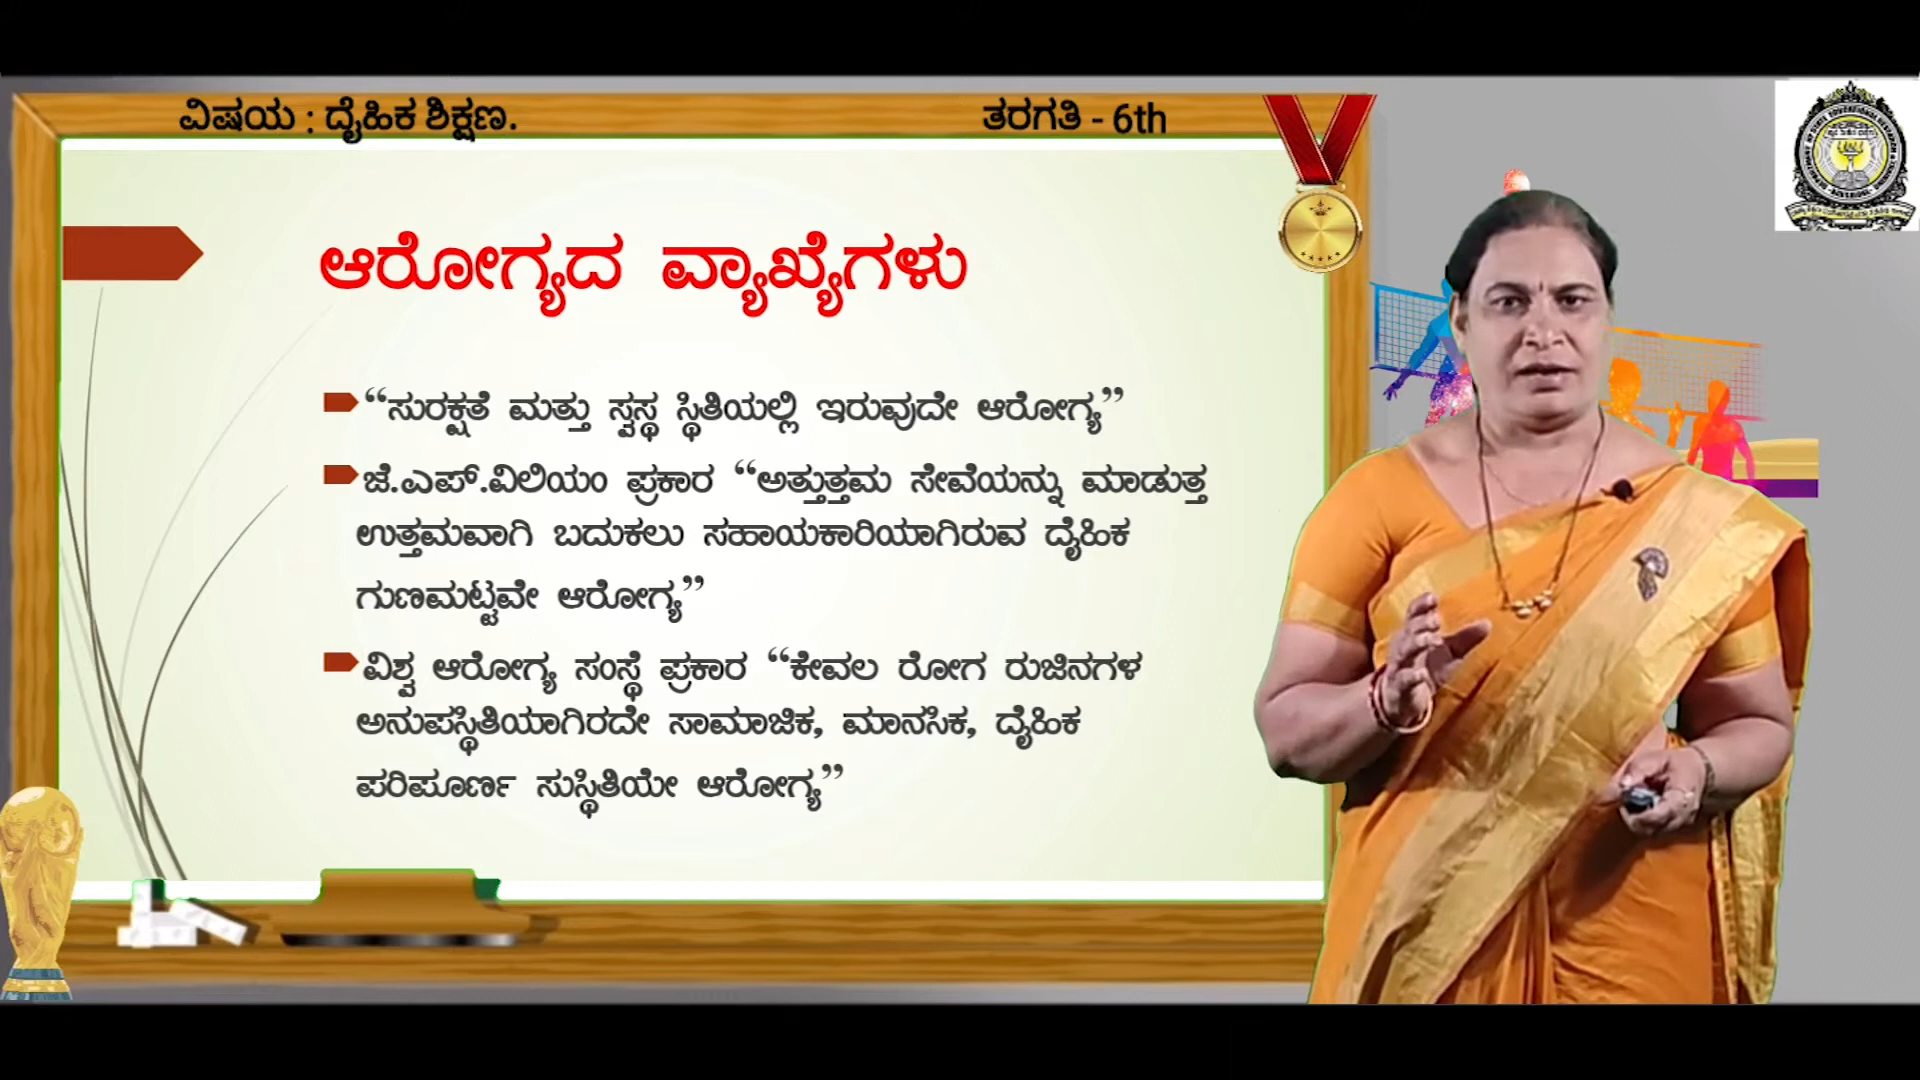 ವಿಷಯ : ದೈಹಿಕ ಶಿಕ್ಷಣ.
ತರಗತಿ - 6th
ಆರೋಗ್ಯದ ವ್ಯಾಖ್ಯೆಗಳು
“ಸುರಕ್ಷತೆ ಮತ್ತು ಸ್ವಸ್ಥ ಸ್ಥಿತಿಯಲ್ಲಿ ಇರುವುದೇ ಆರೋಗ್ಯ”
ಜೆ.ಎಫ್.ವಿಲಿಯಂ ಪ್ರಕಾರ “ಅತ್ತುತ್ತಮ ಸೇವೆಯನ್ನು ಮಾಡುತ್ತ
ಉತ್ತಮವಾಗಿ ಬದುಕಲು ಸಹಾಯಕಾರಿಯಾಗಿರುವ ದೈಹಿಕ
ಗುಣಮಟ್ಟವೇ ಆರೋಗ್ಯ”
ವಿಶ್ವ ಆರೋಗ್ಯ ಸಂಸ್ಥೆ ಪ್ರಕಾರ “ಕೇವಲ ರೋಗ ರುಜಿನಗಳ
ಅನುಪಸ್ಥಿತಿಯಾಗಿರದೇ ಸಾಮಾಜಿಕ, ಮಾನಸಿಕ, ದೈಹಿಕ
ಪರಿಪೂರ್ಣ ಸುಸ್ಥಿತಿಯೇ ಆರೋಗ್ಯ”